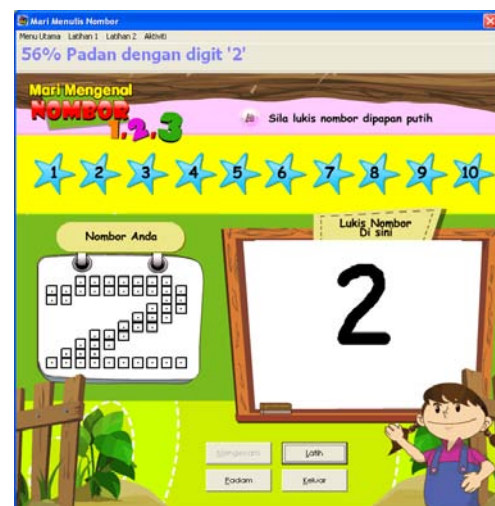 Mari Menulis Nombor
Menu Utama Latihan 1 Latihan 2 Aktiviti
56% Padan dengan digit '2'
Mari Mengenal
NOMBOR
1,2,3
Sila lukis nombor dipapan putih
1 2 3 4 5 6 7 8 9 10
Nombor Anda
Lukis Nombor
Di sini
2
Mengecam Latih
Padam Keluar